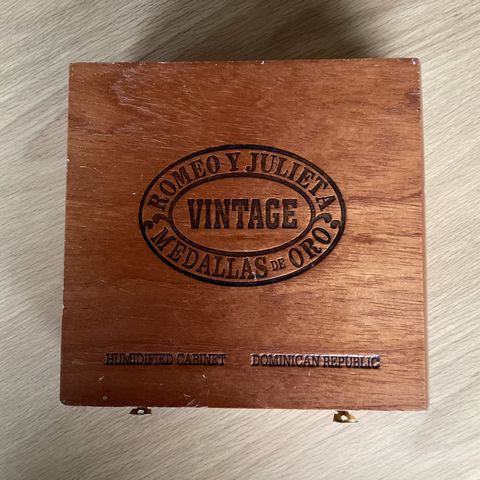 ROMEO Y JULIETA
VINTAGE
MEDALLAS DE ORO
HUMIDIFIED CABINET DOMINICAN REPUBLIC